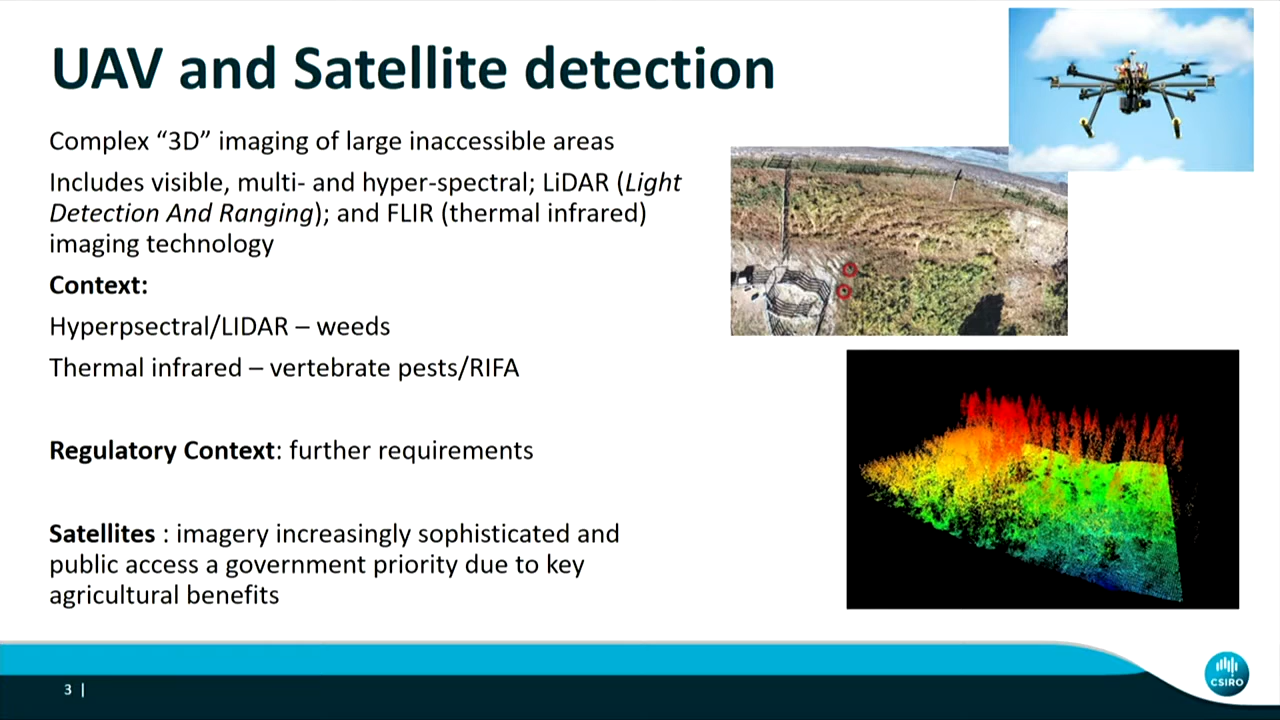 UAV and Satellite detection
Complex “3D” imaging of large inaccessible areas
Includes visible, multi- and hyper-spectral; LiDAR (Light
Detection And Ranging); and FLIR (thermal infrared)
imaging technology
Context:
Hyperpsectral/LIDAR – weeds
Thermal infrared – vertebrate pests/RIFA
Regulatory Context: further requirements
Satellites : imagery increasingly sophisticated and
public access a government priority due to key
agricultural benefits
3 |
CSIRO